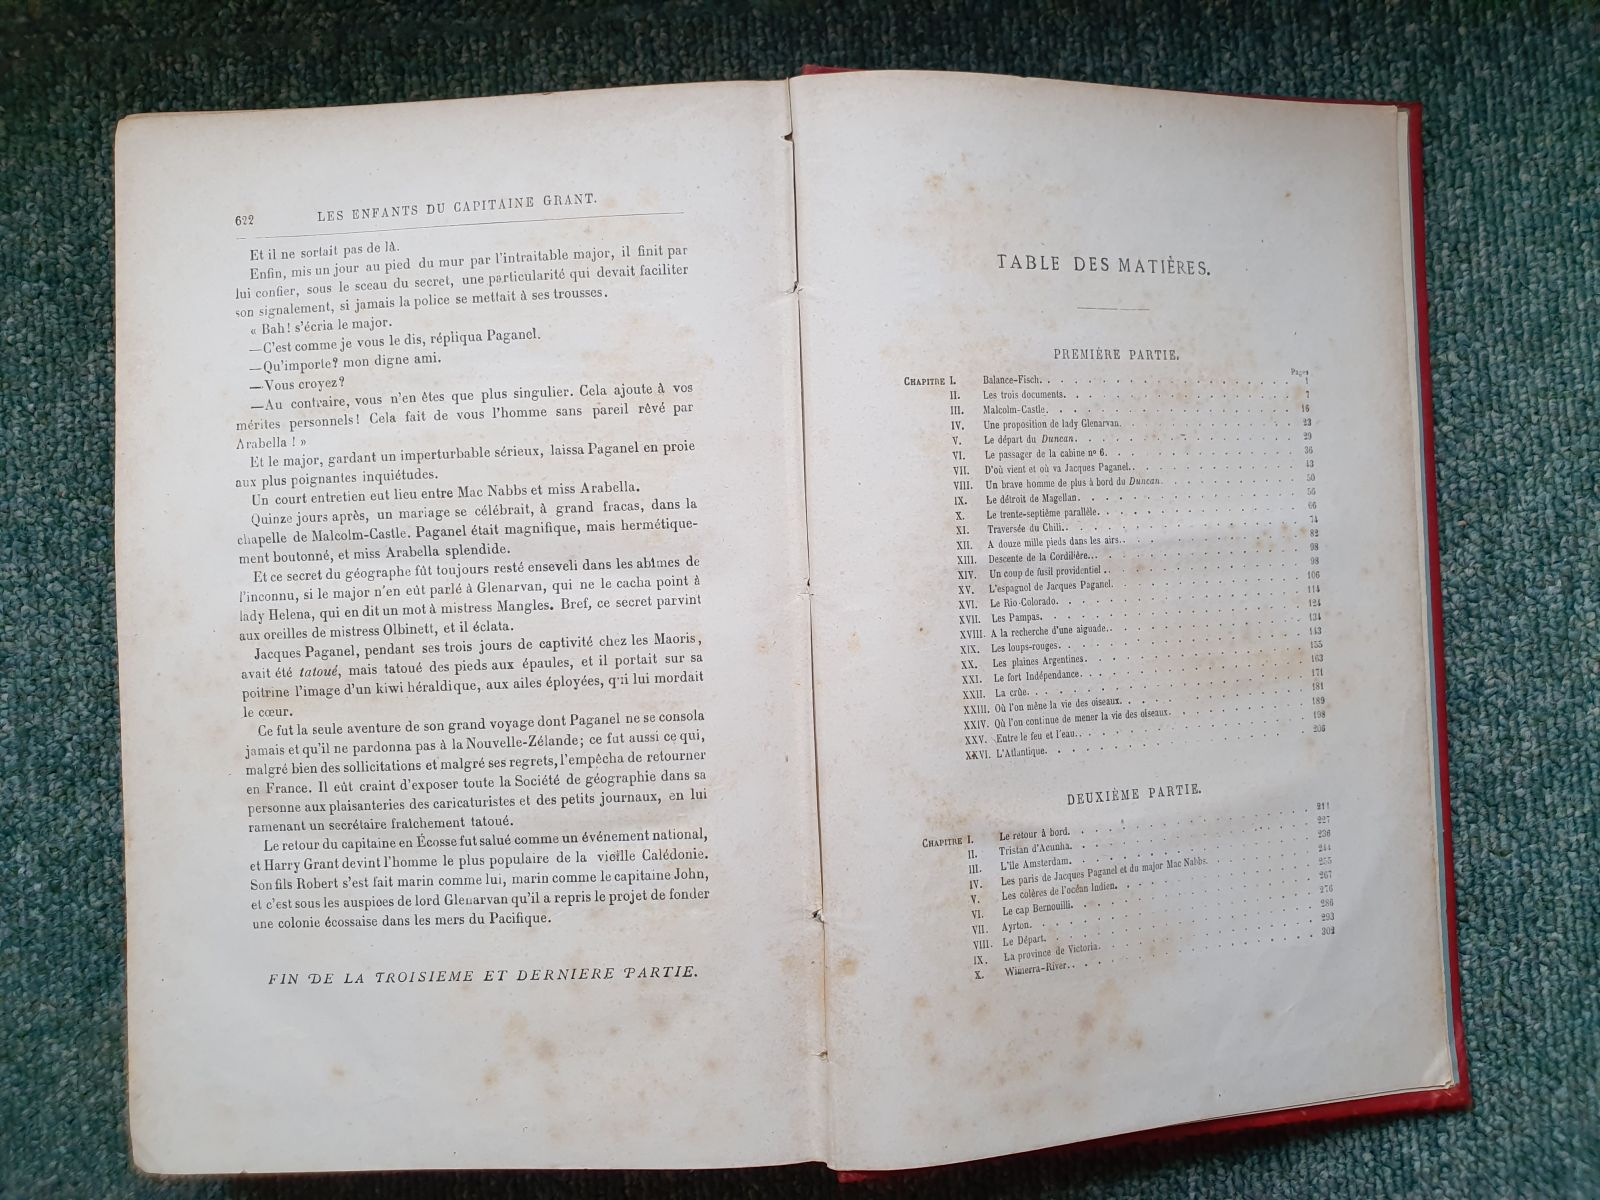 622 LES ENFANTS DU CAPITAINE GRANT.
Et il ne sortait pas de là.
Enfin, mis un jour au pied du mur par l'intraitable major, il finit par
lui confier, sous le sceau du secret, une particularité qui devait faciliter
son signalement, si jamais la police se mettait à ses trousses.
« Bah! s'écria le major.
—C'est comme je vous le dis, répliqua Paganel.
—Qu'importe? mon digne ami.
—Vous croyez?
—Au contraire, vous n'en êtes que plus singulier. Cela ajoute à vos
mérites personnels! Cela fait de vous l'homme sans pareil rêvé par
Arabella! »
Et le major, gardant un imperturbable sérieux, laissa Paganel en proie
aux plus poignantes inquiétudes.
Un court entretien eut lieu entre Mac Nabbs et miss Arabella.
Quinze jours après, un mariage se célébrait, à grand fracas, dans la
chapelle de Malcolm-Castle. Paganel était magnifique, mais hermétique-
ment boutonné, et miss Arabella splendide.
Et ce secret du géographe fût toujours resté enseveli dans les abîmes de
l'inconnu, si le major n'en eût parlé à Glenarvan, qui ne le cacha point à
lady Helena, qui en dit un mot à mistress Mangles. Bref, ce secret parvint
aux oreilles de mistress Olbinett, et il éclata.
Jacques Paganel, pendant ses trois jours de captivité chez les Maoris,
avait été tatoué, mais tatoué des pieds aux épaules, et il portait sur sa
poitrine l'image d'un kiwi héraldique, aux ailes éployées, qui lui mordait
le cœur.
Ce fut la seule aventure de son grand voyage dont Paganel ne se consola
jamais et qu'il ne pardonna pas à la Nouvelle-Zélande; ce fut aussi ce qui,
malgré bien des sollicitations et malgré ses regrets, l'empêcha de retourner
en France. Il eût craint d'exposer toute la Société de géographie dans sa
personne aux plaisanteries des caricaturistes et des petits journaux, en lui
ramenant un secrétaire fraîchement tatoué.
Le retour du capitaine en Écosse fut salué comme un événement national,
et Harry Grant devint l'homme le plus populaire de la vieille Calédonie.
Son fils Robert s'est fait marin comme lui, marin comme le capitaine John,
et c'est sous les auspices de lord Glenarvan qu'il a repris le projet de fonder
une colonie écossaise dans les mers du Pacifique.
FIN DE LA TROISIEME ET DERNIERE PARTIE.
TABLE DES MATIÈRES.
PREMIÈRE PARTIE.
Pages
CHAPITRE I. Balance-Fisch. 1
II. Les trois documents. 7
III. Malcolm-Castle. 16
IV. Une proposition de lady Glenarvan. 23
V. Le départ du Duncan. 29
VI. Le passager de la cabine nº 6. 36
VII. D'où vient et où va Jacques Paganel. 43
VIII. Un brave homme de plus à bord du Duncan. 50
IX. Le détroit de Magellan. 56
X. Le trente-septième parallèle. 66
XI. Traversée du Chili. 74
XII. A douze mille pieds dans les airs. 82
XIII. Descente de la Cordilière. 98
XIV. Un coup de fusil providentiel. 98
XV. L'espagnol de Jacques Paganel. 106
XVI. Le Rio-Colorado. 114
XVII. Les Pampas. 124
XVIII. A la recherche d'une aiguade. 134
XIX. Les loups-rouges. 143
XX. Les plaines Argentines. 155
XXI. Le fort Indépendance. 163
XXII. La crûe. 171
XXIII. Où l'on mène la vie des oiseaux. 181
XXIV. Où l'on continue de mener la vie des oiseaux. 189
XXV. Entre le feu et l'eau. 198
XXVI. L'Atlantique. 206
DEUXIÈME PARTIE.
CHAPITRE I. Le retour à bord. 211
II. Tristan d'Acunha. 227
III. L'île Amsterdam. 236
IV. Les paris de Jacques Paganel et du major Mac Nabbs. 244
V. Les colères de l'océan Indien. 255
VI. Le cap Bernouilli. 267
VII. Ayrton. 276
VIII. Le Départ. 286
IX. La province de Victoria. 293
X. Wimerra-River. 302